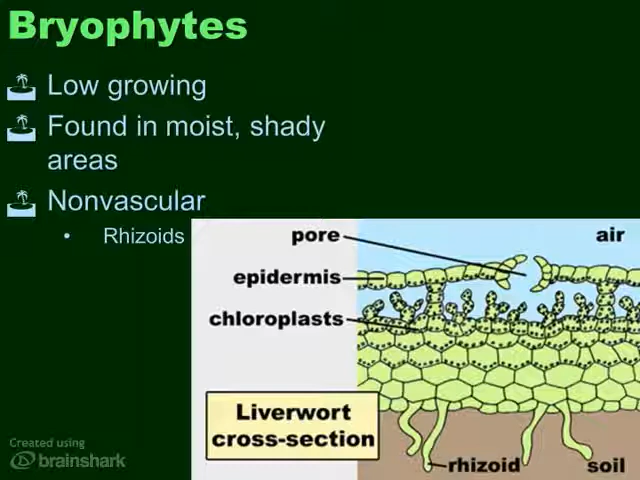 Bryophytes
Low growing
Found in moist, shady
areas
Nonvascular
• Rhizoids
pore
air
epidermis
chloroplasts
Liverwort
cross-section
rhizoid
soil
Created using
brainshark